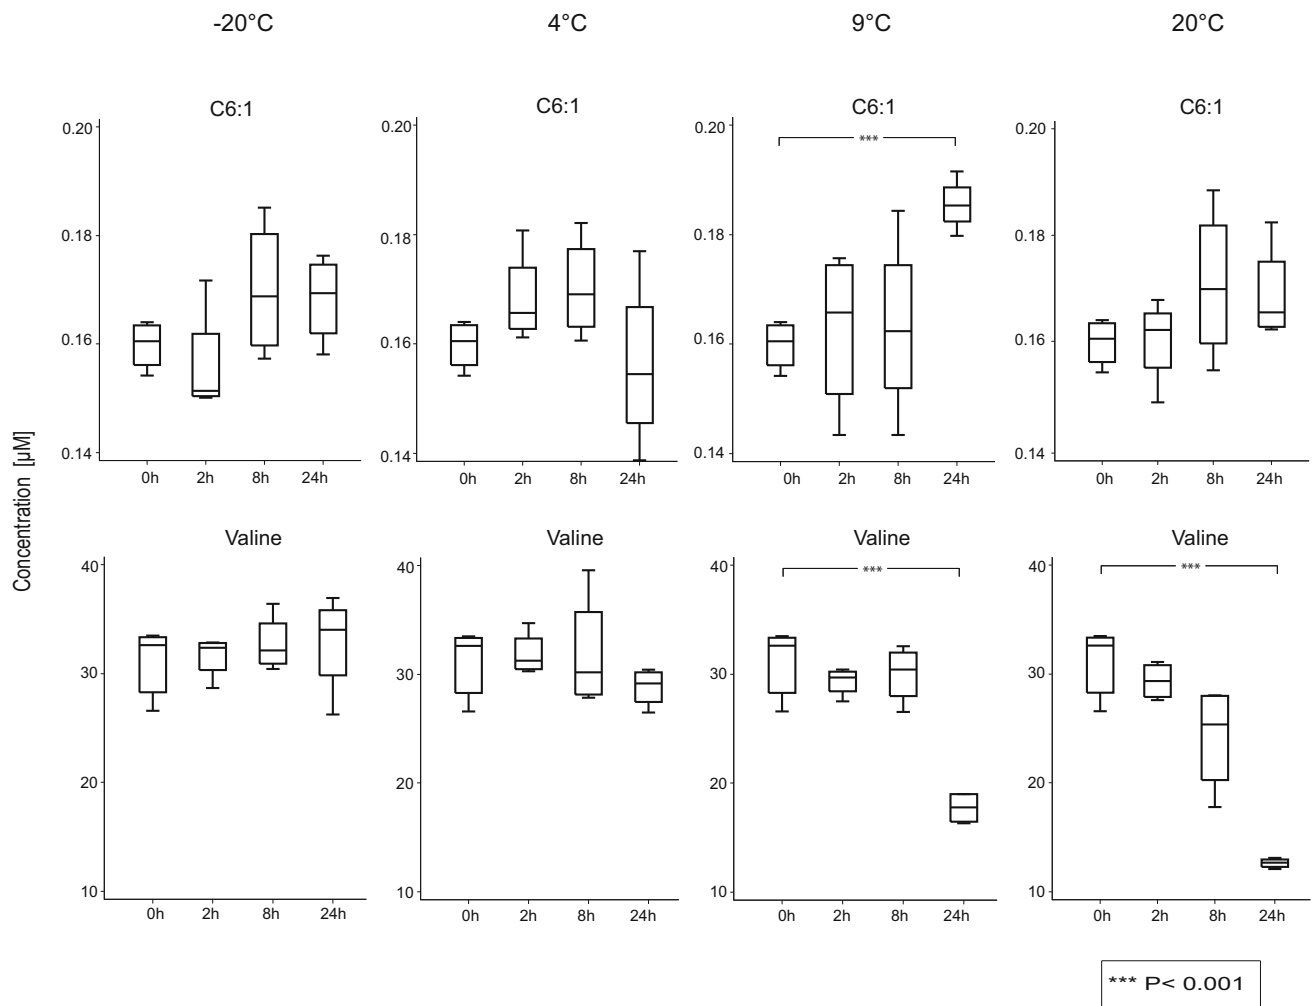 -20°C 4°C 9°C 20°C
C6:1 C6:1 C6:1 C6:1
0.20 0.20 0.20 0.20
***
0.18 0.18 0.18 0.18
0.16 0.16 0.16 0.16
0.14 0.14 0.14 0.14
0h 2h 8h 24h 0h 2h 8h 24h 0h 2h 8h 24h 0h 2h 8h 24h
Concentration [µM]
Valine Valine Valine Valine
40 40 40 40
*** ***
30 30 30 30
20 20 20 20
10 10 10 10
0h 2h 8h 24h 0h 2h 8h 24h 0h 2h 8h 24h 0h 2h 8h 24h
*** P< 0.001